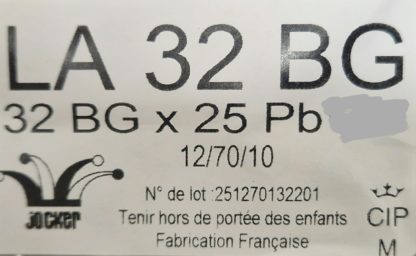 LA 32 BG
32 BG x 25 Pb
12/70/10
N° de lot :251270132201
Tenir hors de portée des enfants
Fabrication Française
JOCKER
CIP
M